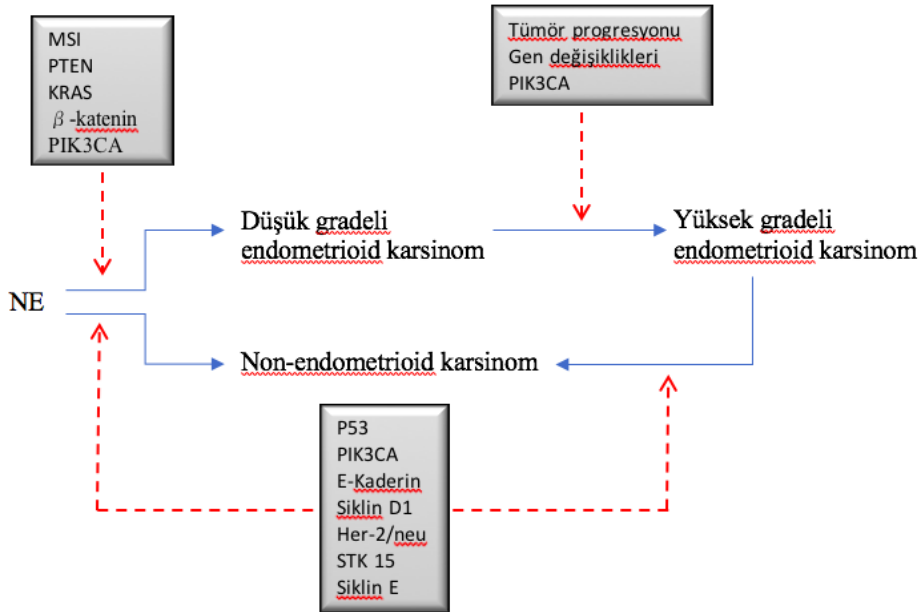 MSI
PTEN
KRAS
β-katenin
PIK3CA
Tümör progresyonu
Gen değişiklikleri
PIK3CA
Düşük gradeli
endometrioid karsinom
Yüksek gradeli
endometrioid karsinom
NE
Non-endometrioid karsinom
P53
PIK3CA
E-Kaderin
Siklin D1
Her-2/neu
STK 15
Siklin E